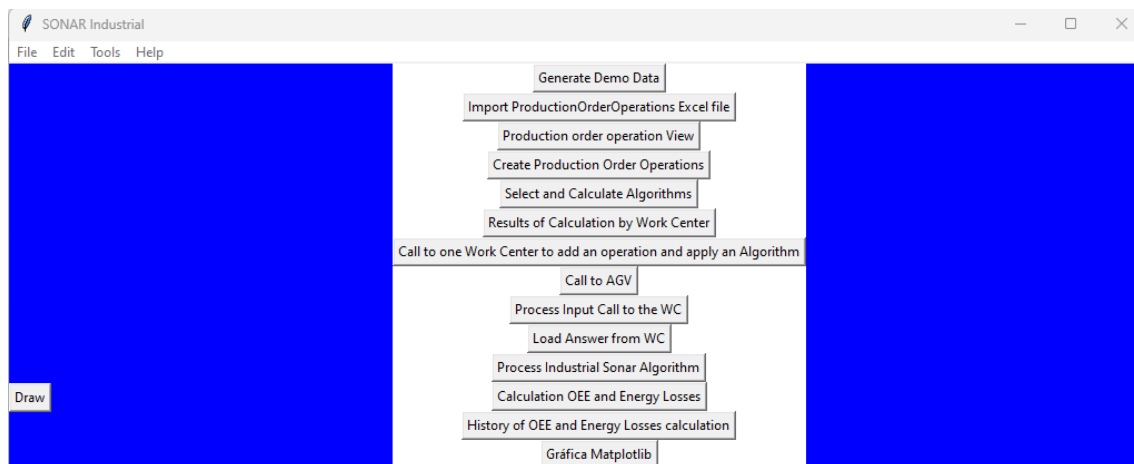 SONAR Industrial
File Edit Tools Help
Generate Demo Data
Import ProductionOrderOperations Excel file
Production order operation View
Create Production Order Operations
Select and Calculate Algorithms
Results of Calculation by Work Center
Call to one Work Center to add an operation and apply an Algorithm
Call to AGV
Process Input Call to the WC
Load Answer from WC
Process Industrial Sonar Algorithm
Draw
Calculation OEE and Energy Losses
History of OEE and Energy Losses calculation
Gráfica Matplotlib